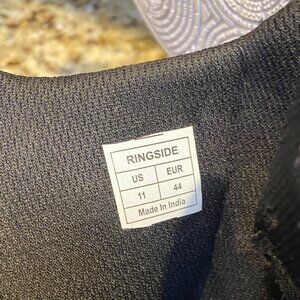 RINGSIDE
US EUR
11 44
Made In India